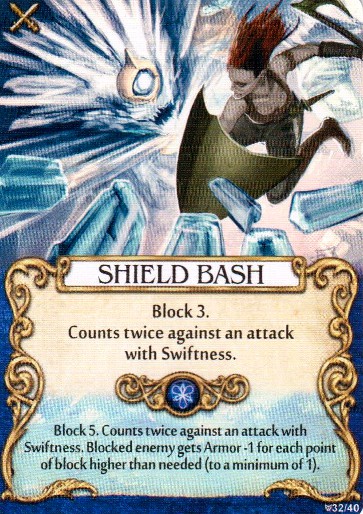 SHIELD BASH
Block 3.
Counts twice against an attack
with Swiftness.
Block 5. Counts twice against an attack with
Swiftness. Blocked enemy gets Armor -1 for each point
of block higher than needed (to a minimum of 1).
32/40